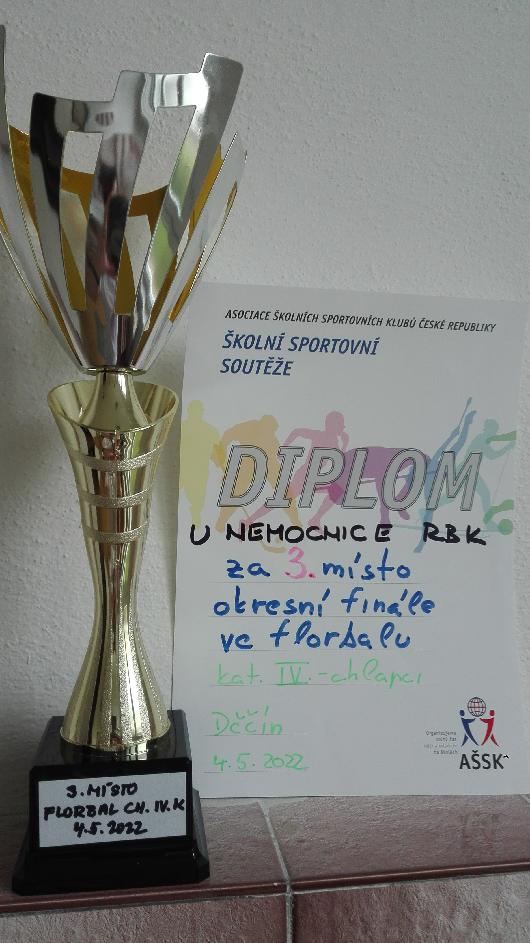 ASOCIACE ŠKOLNÍCH SPORTOVNÍCH KLUBŮ ČESKÉ REPUBLIKY
ŠKOLNÍ SPORTOVNÍ
SOUTĚŽE
DIPLOM
U NEMOCNICE RBK
za 3. místo
okresní finále
ve florbalu
kat. IV. - chlapci
Děčín
4.5.2022
Organizujeme
AŠSK
3. MÍSTO
FLORBAL CH. IV. K
4.5.2022